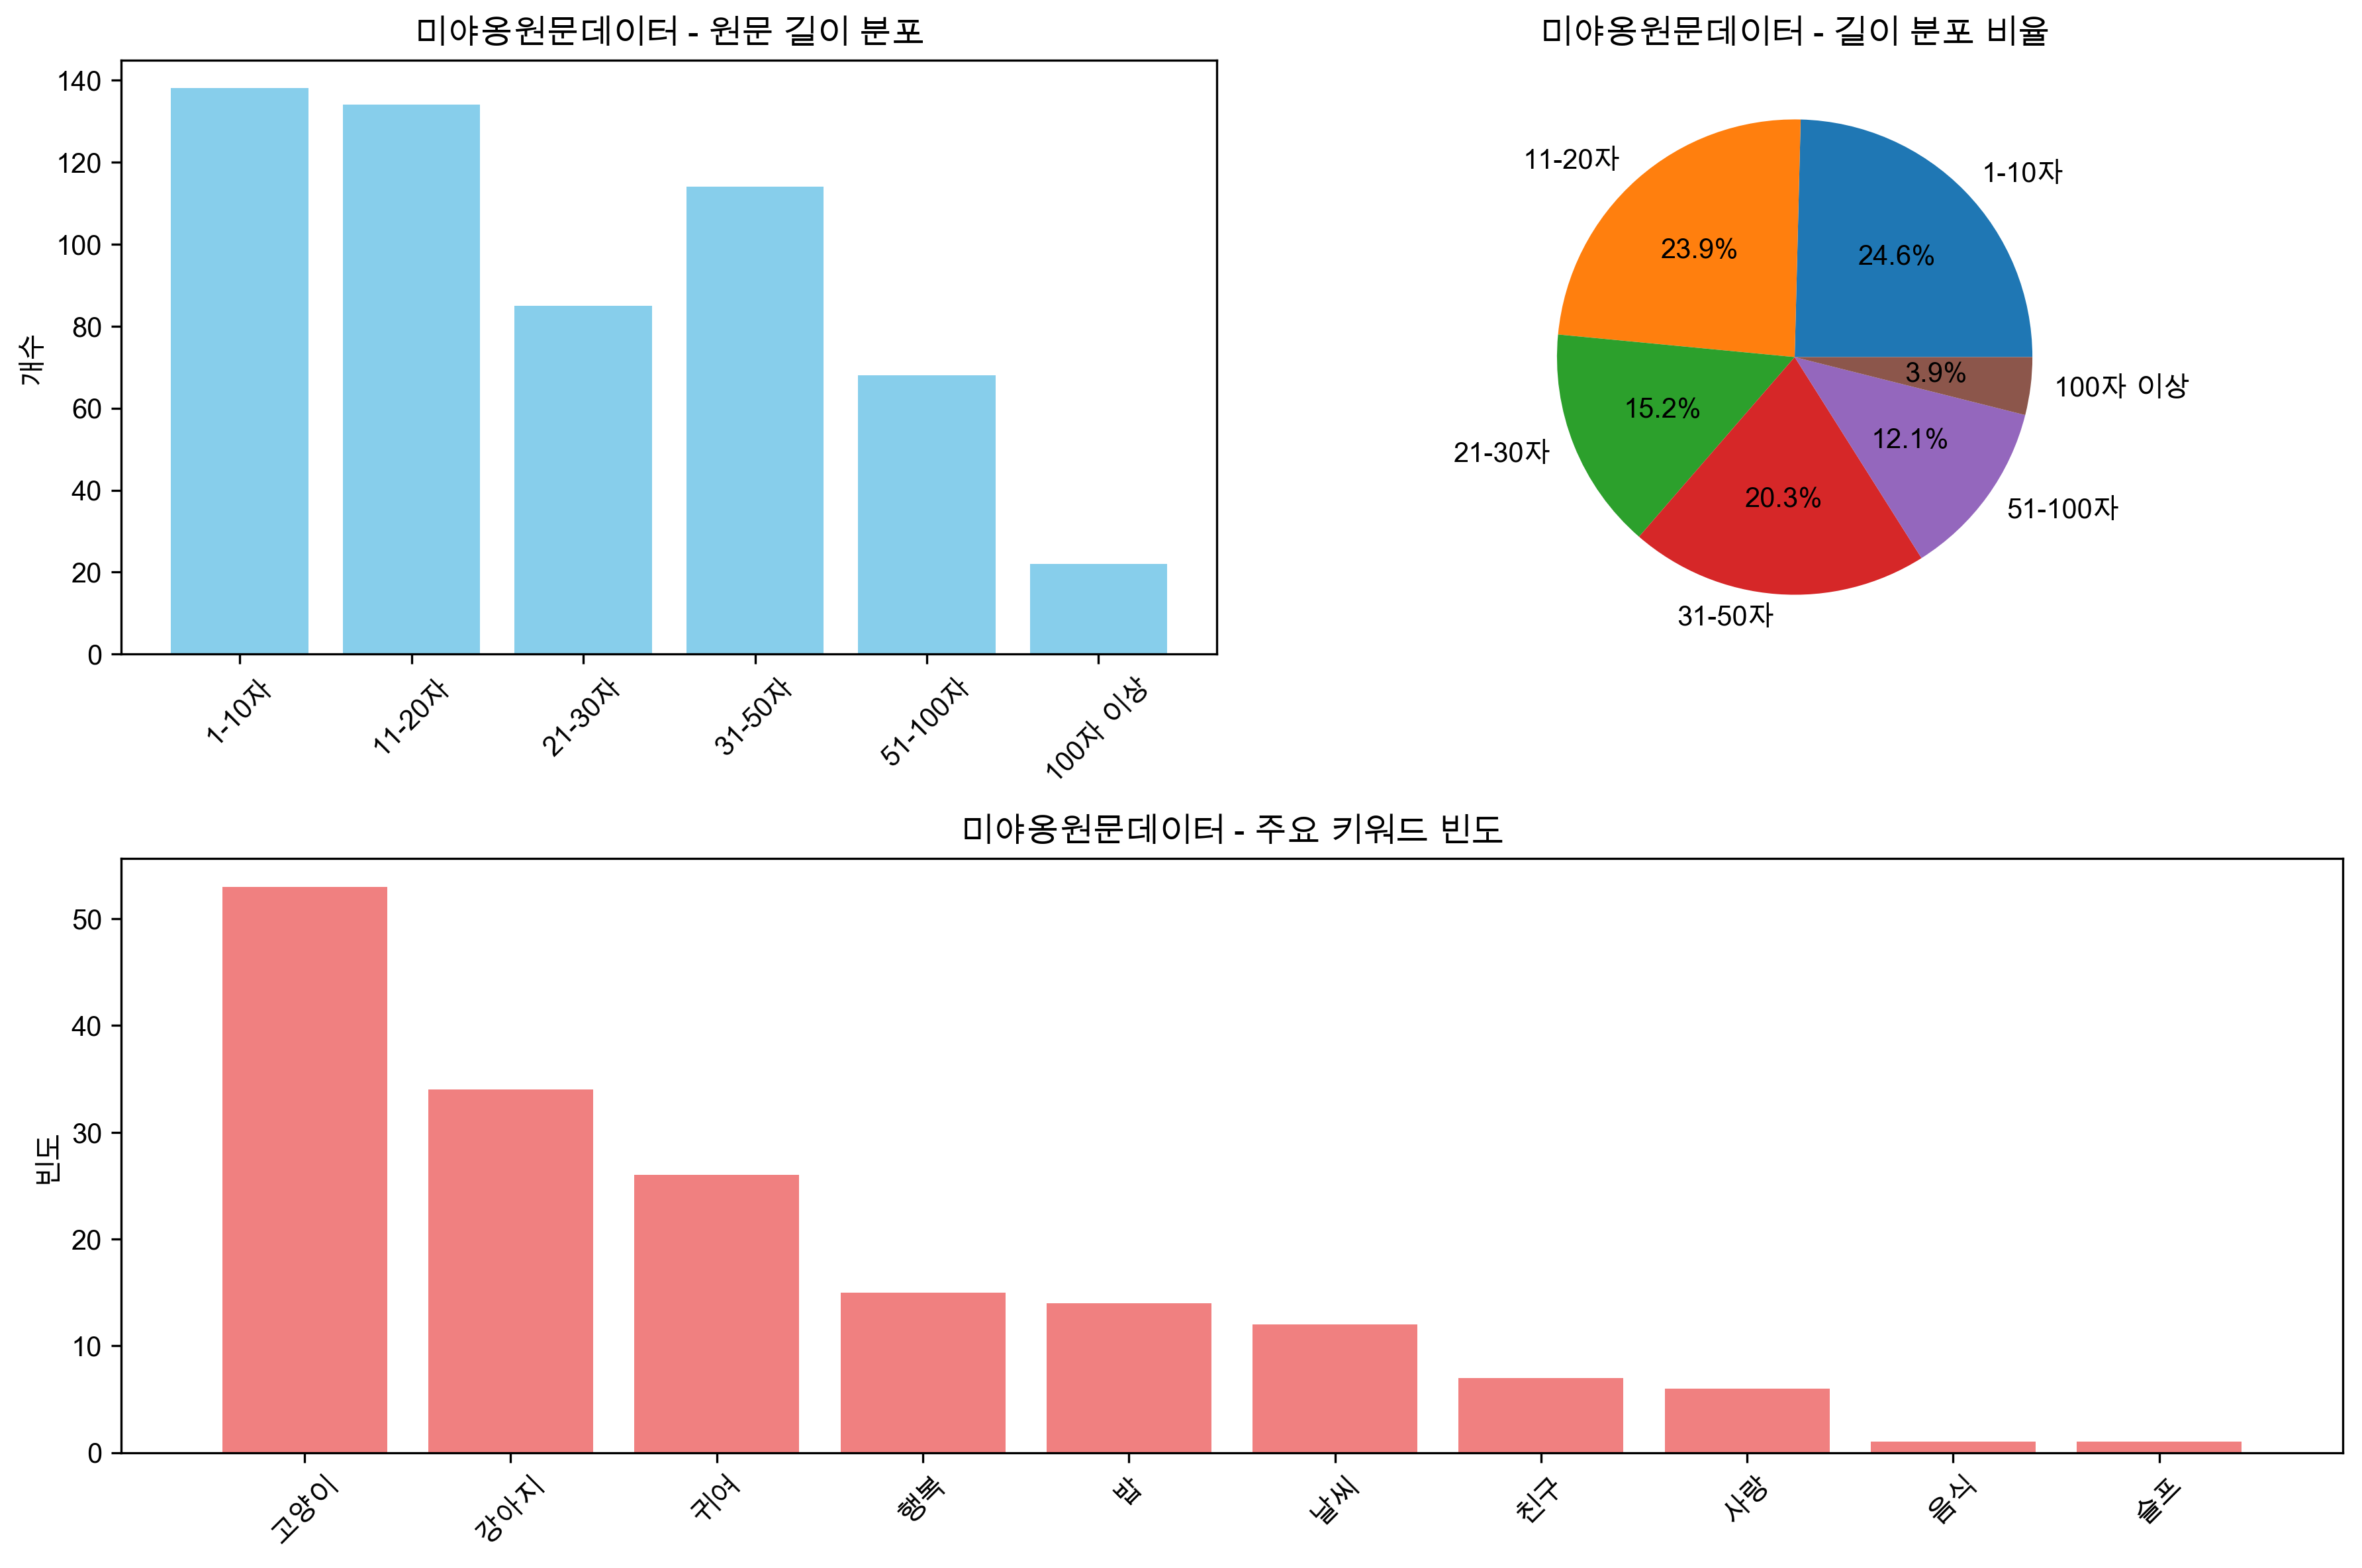 미야옹원문데이터 - 원문 길이 분포
개수
140
120
100
80
60
40
20
0
1-10자
11-20자
21-30자
31-50자
51-100자
100자 이상
미야옹원문데이터 - 길이 분포 비율
1-10자
24.6%
11-20자
23.9%
21-30자
15.2%
31-50자
20.3%
51-100자
12.1%
100자 이상
3.9%
미야옹원문데이터 - 주요 키워드 빈도
빈도
50
40
30
20
10
0
고양이
강아지
귀여
행복
밥
날씨
친구
사랑
음식
슬프